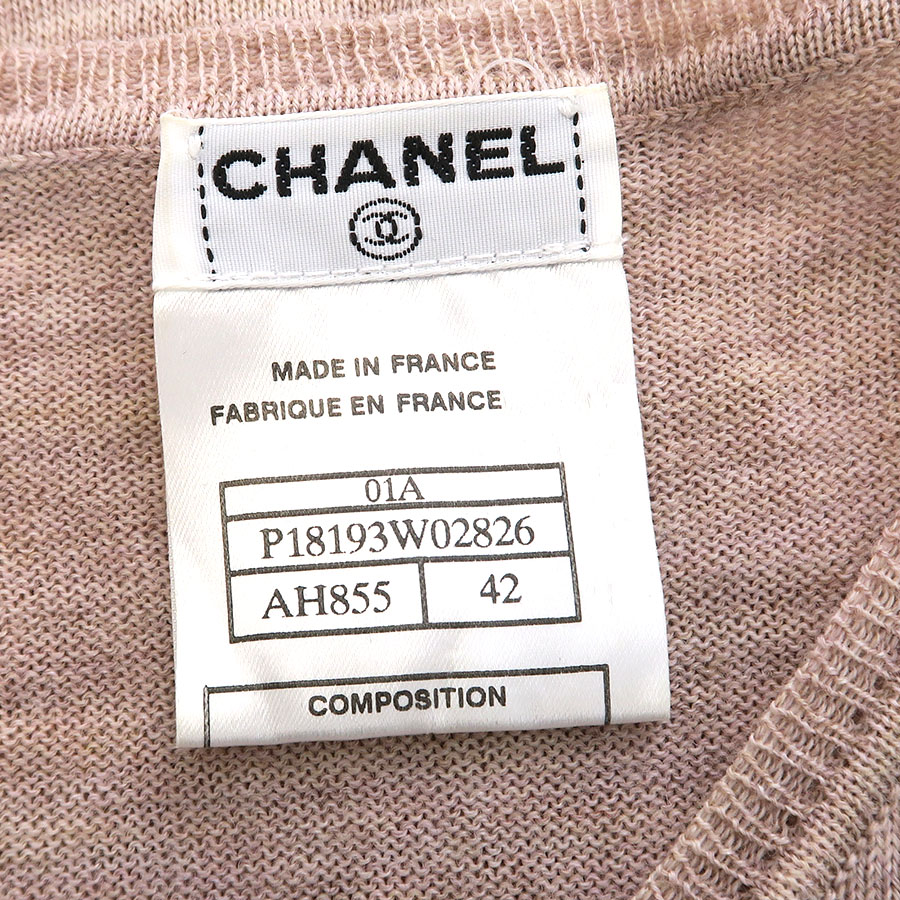 CHANEL
MADE IN FRANCE
FABRIQUE EN FRANCE
01A
P18193W02826
AH855 42
COMPOSITION